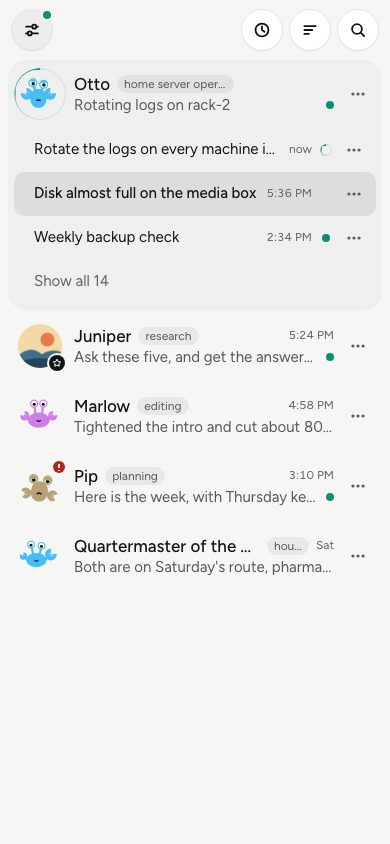 Otto home server oper...
Rotating logs on rack-2
Rotate the logs on every machine i... now
Disk almost full on the media box 5:36 PM
Weekly backup check 2:34 PM
Show all 14
Juniper research 5:24 PM
Ask these five, and get the answer...
Marlow editing 4:58 PM
Tightened the intro and cut about 80...
Pip planning 3:10 PM
Here is the week, with Thursday ke...
Quartermaster of the ... hou... Sat
Both are on Saturday's route, pharma...